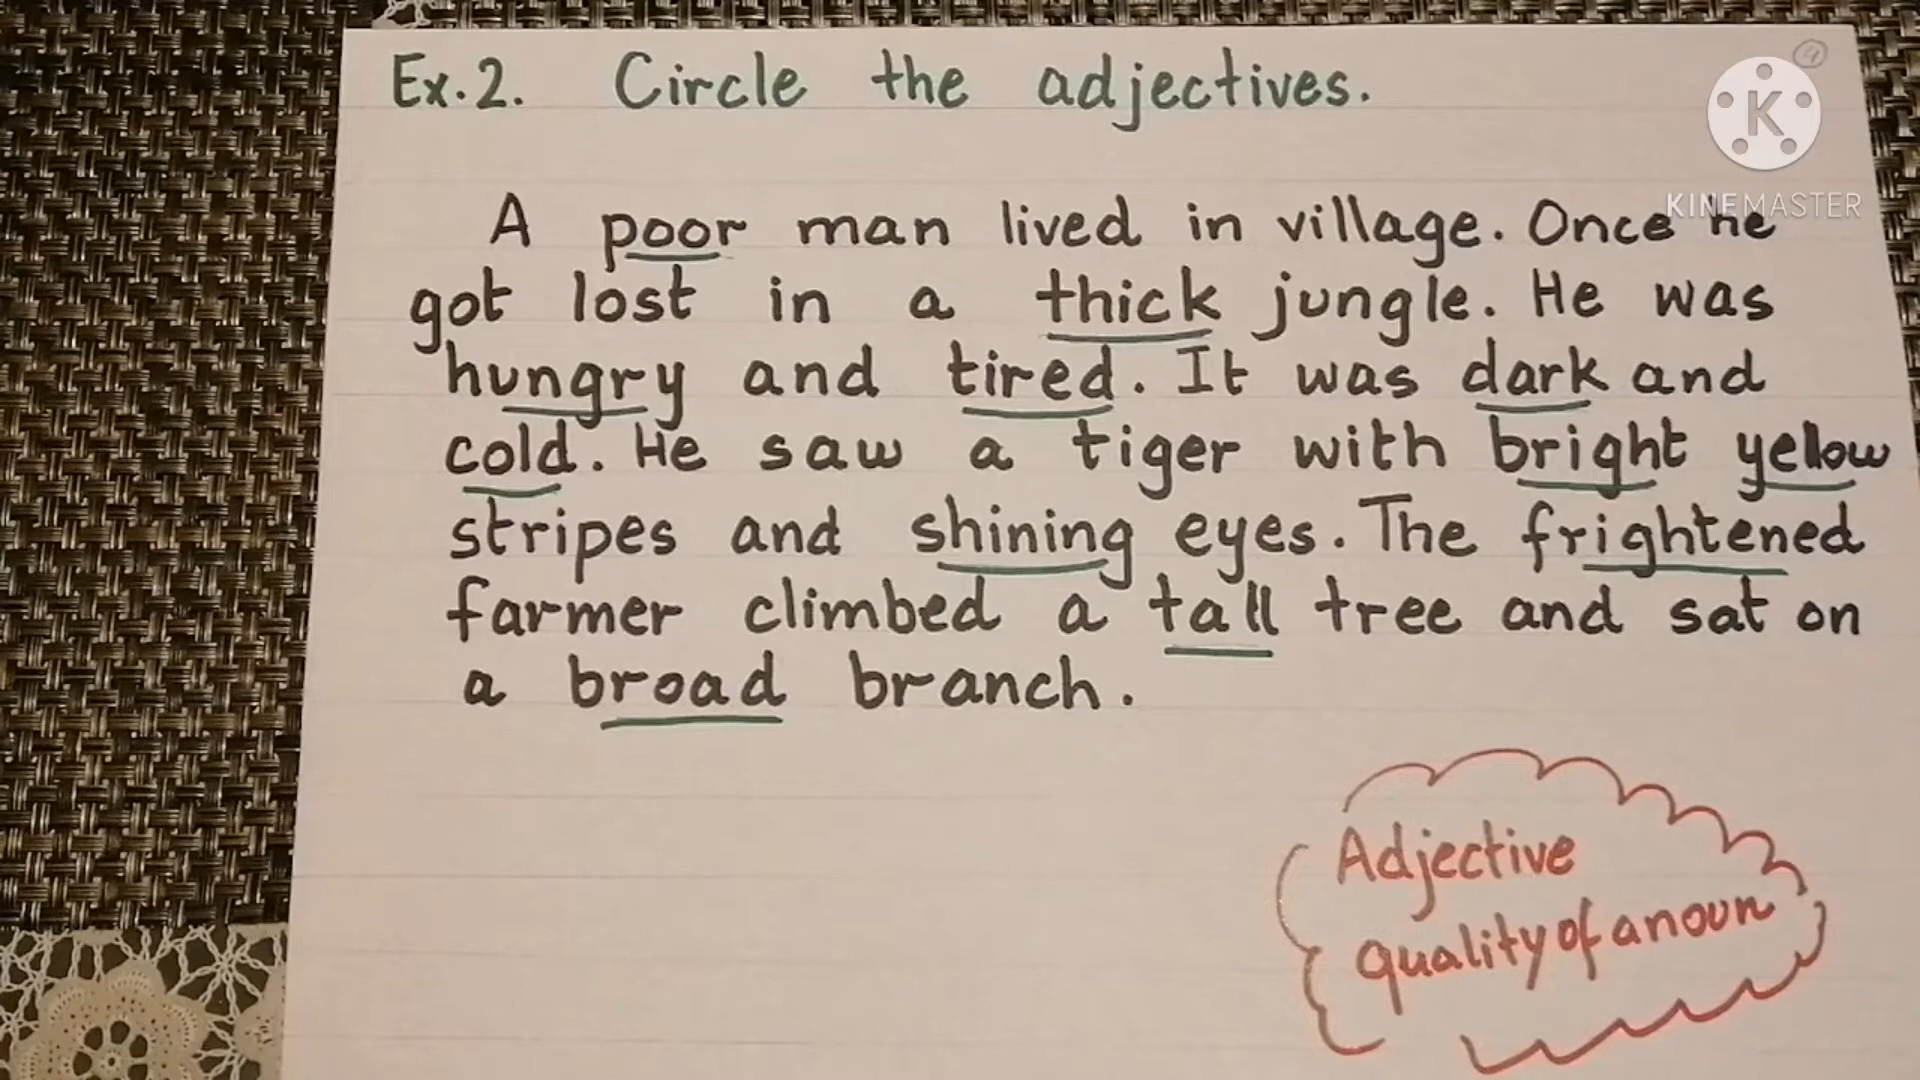 Ex.2. Circle the adjectives.
K
KINEMASTER
A poor man lived in village. Once he
got lost in a thick jungle. He was
hungry and tired. It was dark and
cold. He saw a tiger with bright yellow
stripes and shining eyes. The frightened
farmer climbed a tall tree and sat on
a broad branch.
Adjective
quality of a noun